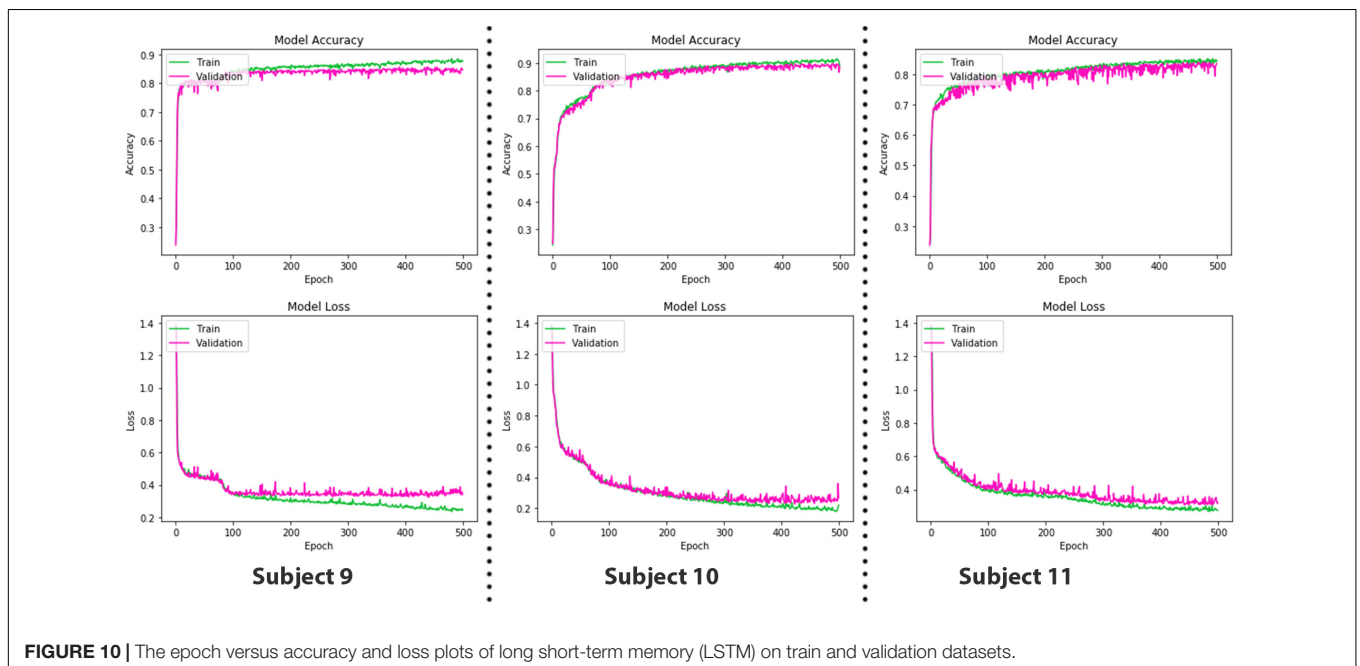 Model Accuracy
Train
Validation
Accuracy
0.9
0.8
0.7
0.6
0.5
0.4
0.3
0 100 200 300 400 500
Epoch
Model Accuracy
Train
Validation
Accuracy
0.9
0.8
0.7
0.6
0.5
0.4
0.3
0 100 200 300 400 500
Epoch
Model Accuracy
Train
Validation
Accuracy
0.8
0.7
0.6
0.5
0.4
0.3
0 100 200 300 400 500
Epoch
Model Loss
Train
Validation
Loss
1.4
1.2
1.0
0.8
0.6
0.4
0.2
0 100 200 300 400 500
Epoch
Subject 9
Model Loss
Train
Validation
Loss
1.4
1.2
1.0
0.8
0.6
0.4
0.2
0 100 200 300 400 500
Epoch
Subject 10
Model Loss
Train
Validation
Loss
1.4
1.2
1.0
0.8
0.6
0.4
0 100 200 300 400 500
Epoch
Subject 11
FIGURE 10 | The epoch versus accuracy and loss plots of long short-term memory (LSTM) on train and validation datasets.